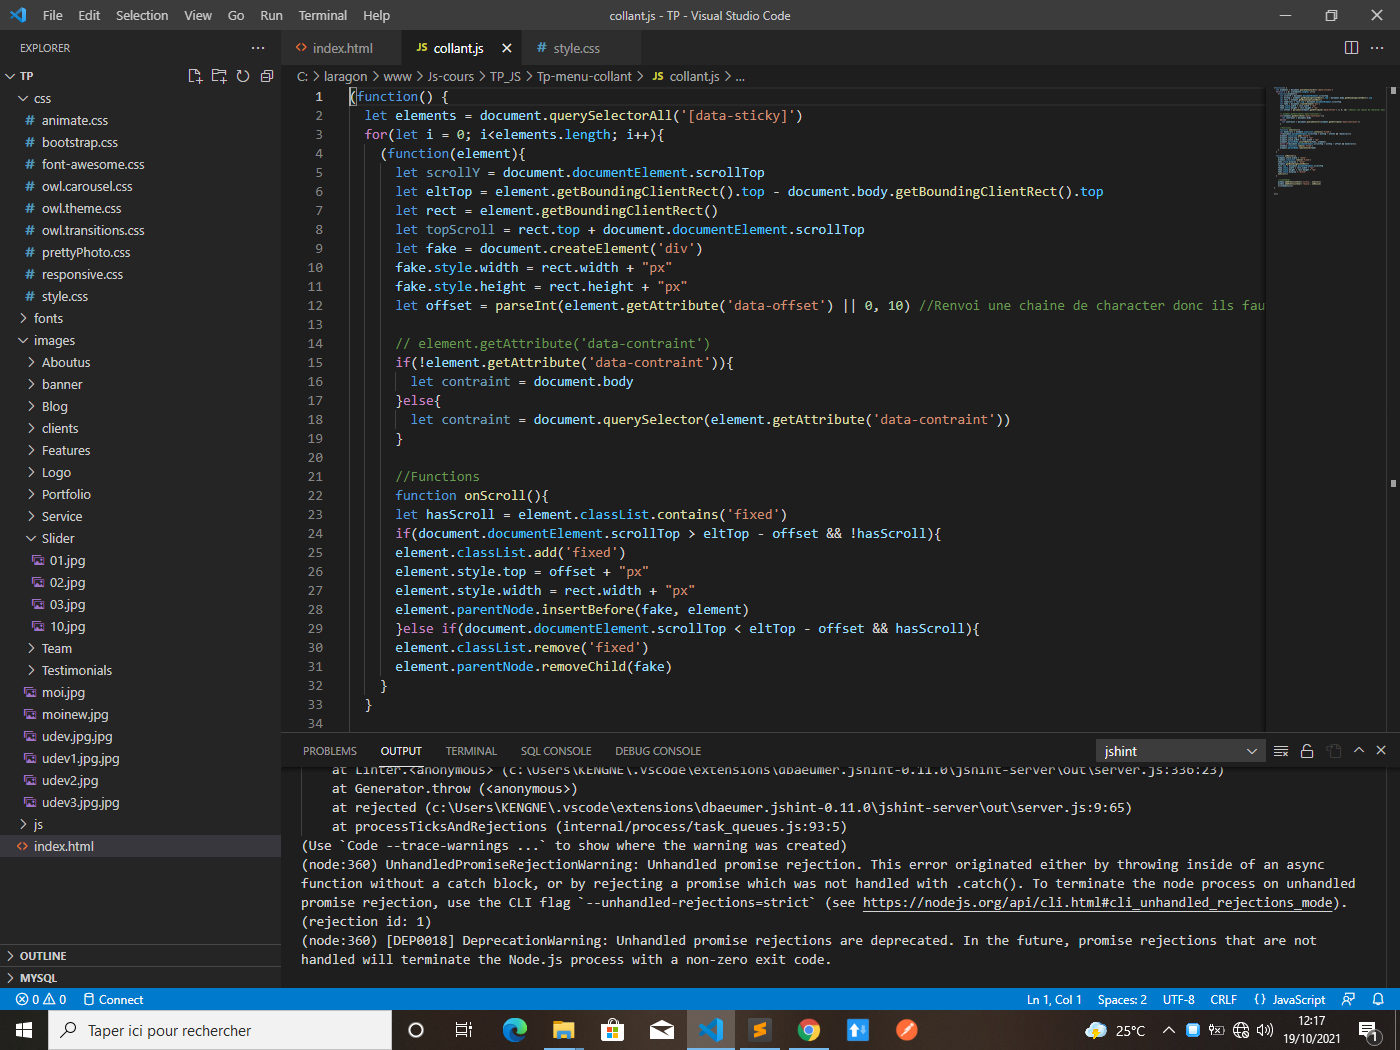 File Edit Selection View Go Run Terminal Help
collant.js - TP - Visual Studio Code
EXPLORER
TP
css
# animate.css
# bootstrap.css
# font-awesome.css
# owl.carousel.css
# owl.theme.css
# owl.transitions.css
# prettyPhoto.css
# responsive.css
# style.css
fonts
images
Aboutus
banner
Blog
clients
Features
Logo
Portfolio
Service
Slider
01.jpg
02.jpg
03.jpg
10.jpg
Team
Testimonials
moi.jpg
moinew.jpg
udev.jpg.jpg
udev1.jpg.jpg
udev2.jpg
udev3.jpg.jpg
js
<> index.html
OUTLINE
MYSQL
<> index.html
JS collant.js
# style.css
C: > laragon > www > Js-cours > TP_JS > Tp-menu-collant > JS collant.js > ...
1 (function() {
2 let elements = document.querySelectorAll('[data-sticky]')
3 for(let i = 0; i<elements.length; i++){
4 (function(element){
5 let scrollY = document.documentElement.scrollTop
6 let eltTop = element.getBoundingClientRect().top - document.body.getBoundingClientRect().top
7 let rect = element.getBoundingClientRect()
8 let topScroll = rect.top + document.documentElement.scrollTop
9 let fake = document.createElement('div')
10 fake.style.width = rect.width + "px"
11 fake.style.height = rect.height + "px"
12 let offset = parseInt(element.getAttribute('data-offset') || 0, 10) //Renvoi une chaine de character donc ils fau
13
14 // element.getAttribute('data-contraint')
15 if(!element.getAttribute('data-contraint')){
16 let contraint = document.body
17 }else{
18 let contraint = document.querySelector(element.getAttribute('data-contraint'))
19 }
20
21 //Functions
22 function onScroll(){
23 let hasScroll = element.classList.contains('fixed')
24 if(document.documentElement.scrollTop > eltTop - offset && !hasScroll){
25 element.classList.add('fixed')
26 element.style.top = offset + "px"
27 element.style.width = rect.width + "px"
28 element.parentNode.insertBefore(fake, element)
29 }else if(document.documentElement.scrollTop < eltTop - offset && hasScroll){
30 element.classList.remove('fixed')
31 element.parentNode.removeChild(fake)
32 }
33 }
34
PROBLEMS OUTPUT TERMINAL SQL CONSOLE DEBUG CONSOLE
jshint
at Linter.<anonymous> (c:\Users\KENGNE\.vscode\extensions\dbaeumer.jshint-0.11.0\jshint-server\out\server.js:336:23)
at Generator.throw (<anonymous>)
at rejected (c:\Users\KENGNE\.vscode\extensions\dbaeumer.jshint-0.11.0\jshint-server\out\server.js:9:65)
at processTicksAndRejections (internal/process/task_queues.js:93:5)
(Use `Code --trace-warnings ...` to show where the warning was created)
(node:360) UnhandledPromiseRejectionWarning: Unhandled promise rejection. This error originated either by throwing inside of an async
function without a catch block, or by rejecting a promise which was not handled with .catch(). To terminate the node process on unhandled
promise rejection, use the CLI flag `--unhandled-rejections=strict` (see https://nodejs.org/api/cli.html#cli_unhandled_rejections_mode).
(rejection id: 1)
(node:360) [DEP0018] DeprecationWarning: Unhandled promise rejections are deprecated. In the future, promise rejections that are not
handled will terminate the Node.js process with a non-zero exit code.
0 0 Connect
Ln 1, Col 1 Spaces: 2 UTF-8 CRLF {} JavaScript
Taper ici pour rechercher
25°C
12:17
19/10/2021
1